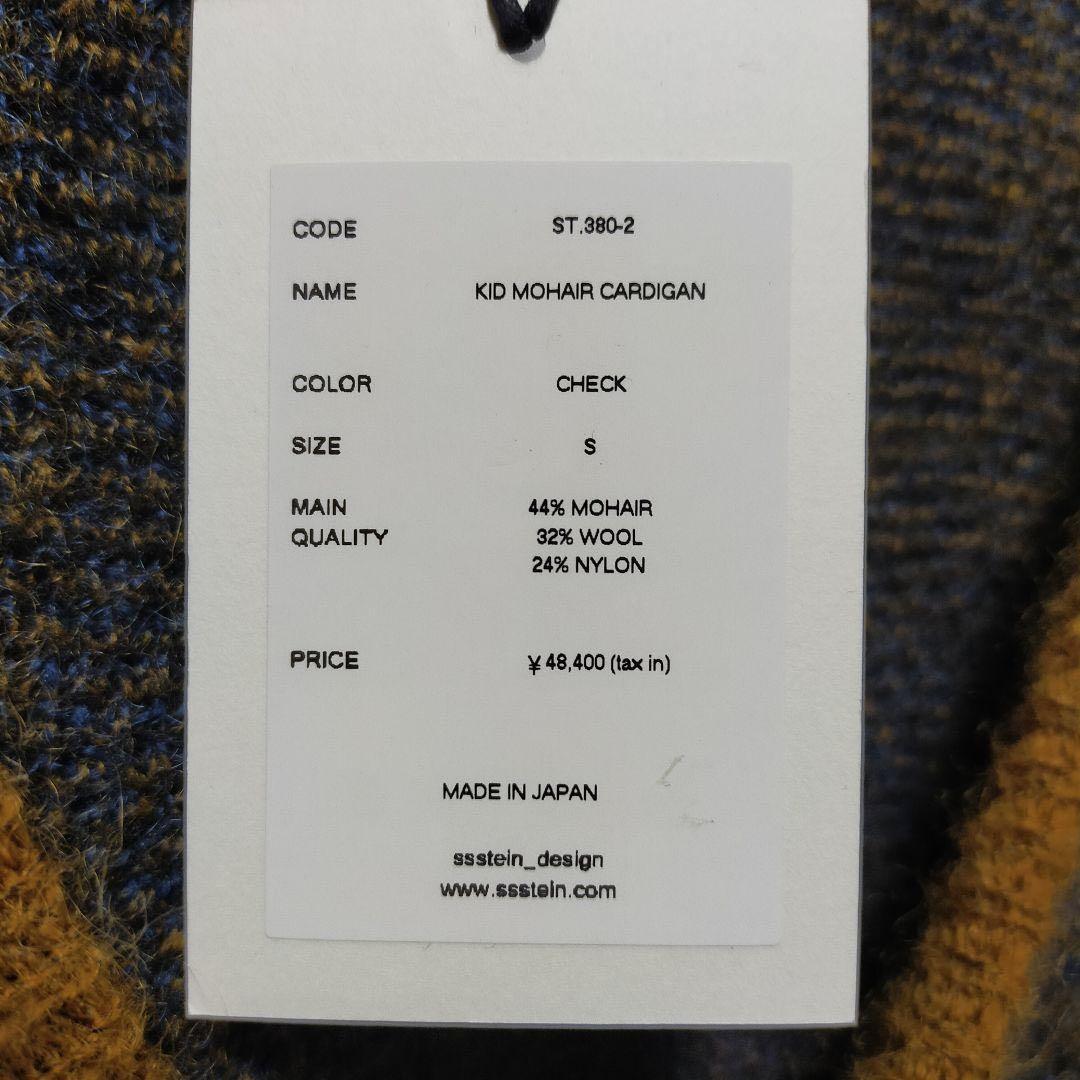 CODE ST.380-2
NAME KID MOHAIR CARDIGAN
COLOR CHECK
SIZE S
MAIN 44% MOHAIR
QUALITY 32% WOOL
24% NYLON
PRICE ¥ 48,400 (tax in)
MADE IN JAPAN
ssstein_design
www.ssstein.com